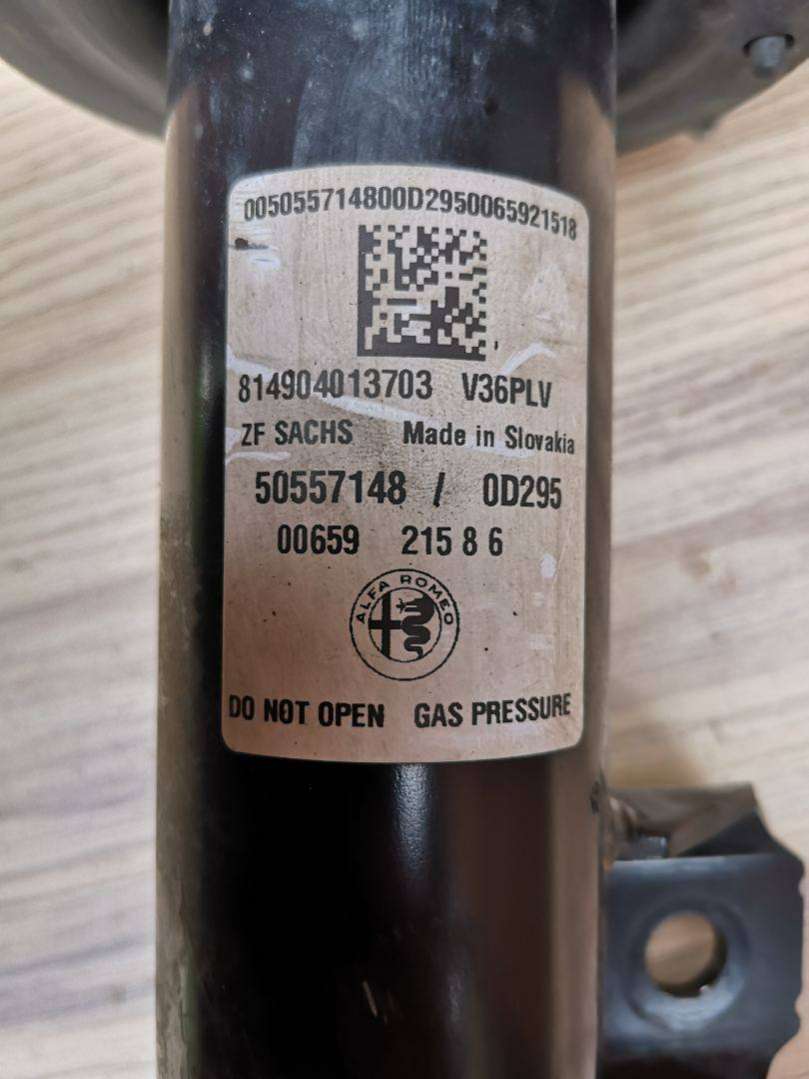 005055714800D2950065921518
814904013703 V36PLV
ZF SACHS Made in Slovakia
50557148 / 0D295
00659 215 8 6
ALFA ROMEO
DO NOT OPEN GAS PRESSURE